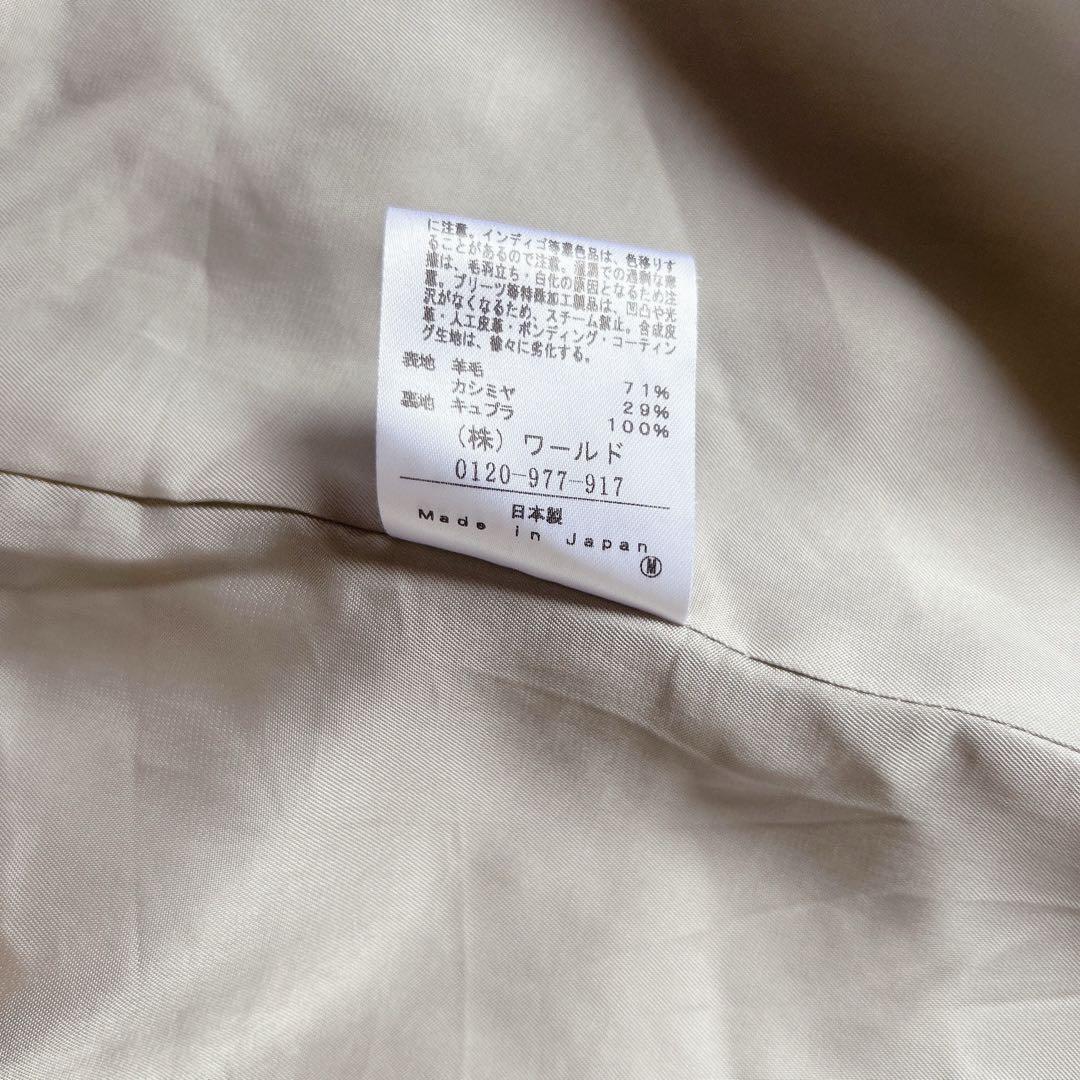 に注意。インディゴ等濃色品は、色移りす
ることがあるので注意。湿潤での過剰な摩
擦は、毛羽立ち・白化の原因となるため注
意。プリーツ等特殊加工製品は、凹凸や光
沢がなくなるため、スチーム禁止。合成皮
革・人工皮革・ボンディング・コーティン
グ生地は、徐々に劣化する。
表地 羊毛 71%
カシミヤ 29%
裏地 キュプラ 100%
(株) ワールド
0120-977-917
日本製
Made in Japan
Ⓜ